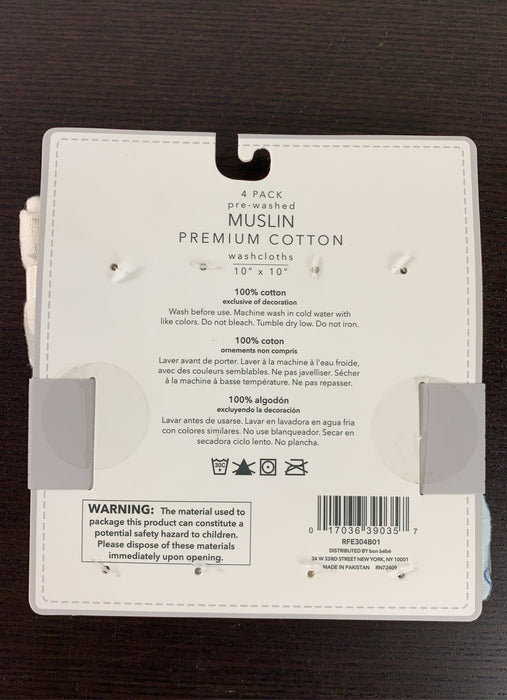 4 PACK
pre-washed
MUSLIN
PREMIUM COTTON
washcloths
10" x 10"
100% cotton
exclusive of decoration
Wash before use. Machine wash in cold water with
like colors. Do not bleach. Tumble dry low. Do not iron.
100% coton
ornements non compris
Laver avant de porter. Laver à la machine à l'eau froide,
avec des couleurs semblables. Ne pas javelliser. Sécher
à la machine à basse température. Ne pas repasser.
100% algodón
excluyendo la decoración
Lavar antes de usarse. Lavar en lavadora en agua fria
con colores similares. No use blanqueador. Secar en
secadora ciclo lento. No plancha.
30C
WARNING: The material used to
package this product can constitute a
potential safety hazard to children.
Please dispose of these materials
immediately upon opening.
0 17036 39035 7
RFE304B01
DISTRIBUTED BY bon bébé
34 W 33RD STREET NEW YORK, NY 10001
MADE IN PAKISTAN RN72409